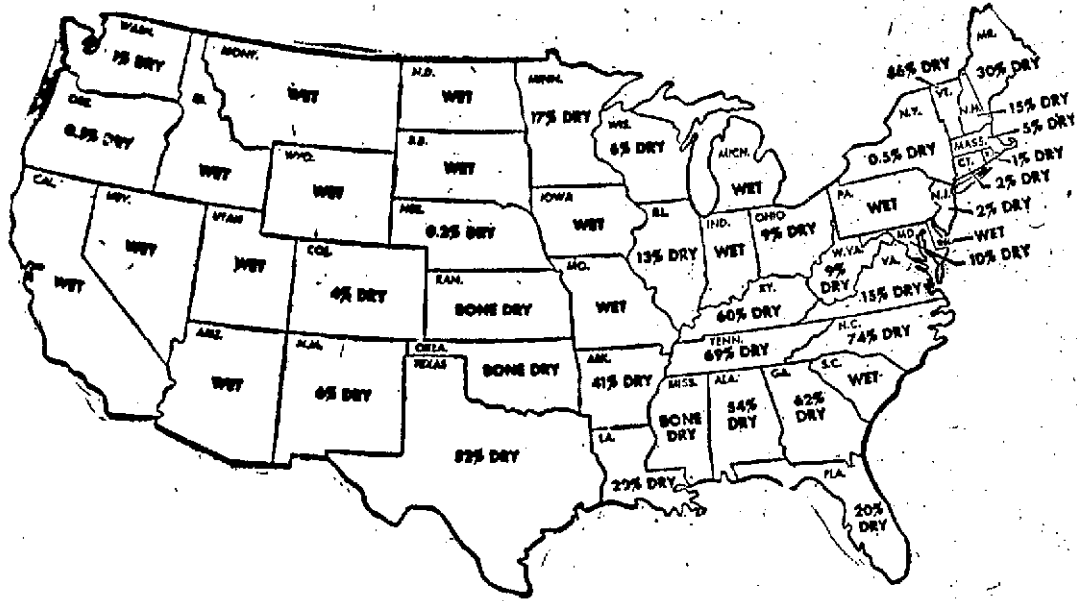 WASH.
1% DRY
MONT.
WET
N.D.
WET
MINN.
17% DRY
ORE.
0.5% DRY
ID.
WET
WYO.
WET
S.D.
WET
WIS.
6% DRY
MICH.
WET
CAL.
WET
NEV.
WET
UTAH
WET
COL.
4% DRY
NEB.
0.2% DRY
IOWA
WET
ILL.
13% DRY
IND.
WET
OHIO
9% DRY
PA.
WET
N.Y.
0.5% DRY
VT.
N.H.
15% DRY
ME.
30% DRY
MASS.
5% DRY
CT.
1% DRY
2% DRY
N.J.
2% DRY
WET
MD.
10% DRY
W.VA.
9%
DRY
VA.
15% DRY
KAN.
BONE DRY
MO.
WET
KY.
60% DRY
TENN.
69% DRY
N.C.
74% DRY
S.C.
WET
ARIZ.
WET
N.M.
6% DRY
OKLA.
BONE DRY
TEXAS
52% DRY
ARK.
41% DRY
LA.
MISS.
BONE
DRY
ALA.
54%
DRY
GA.
62%
DRY
FLA.
20%
DRY